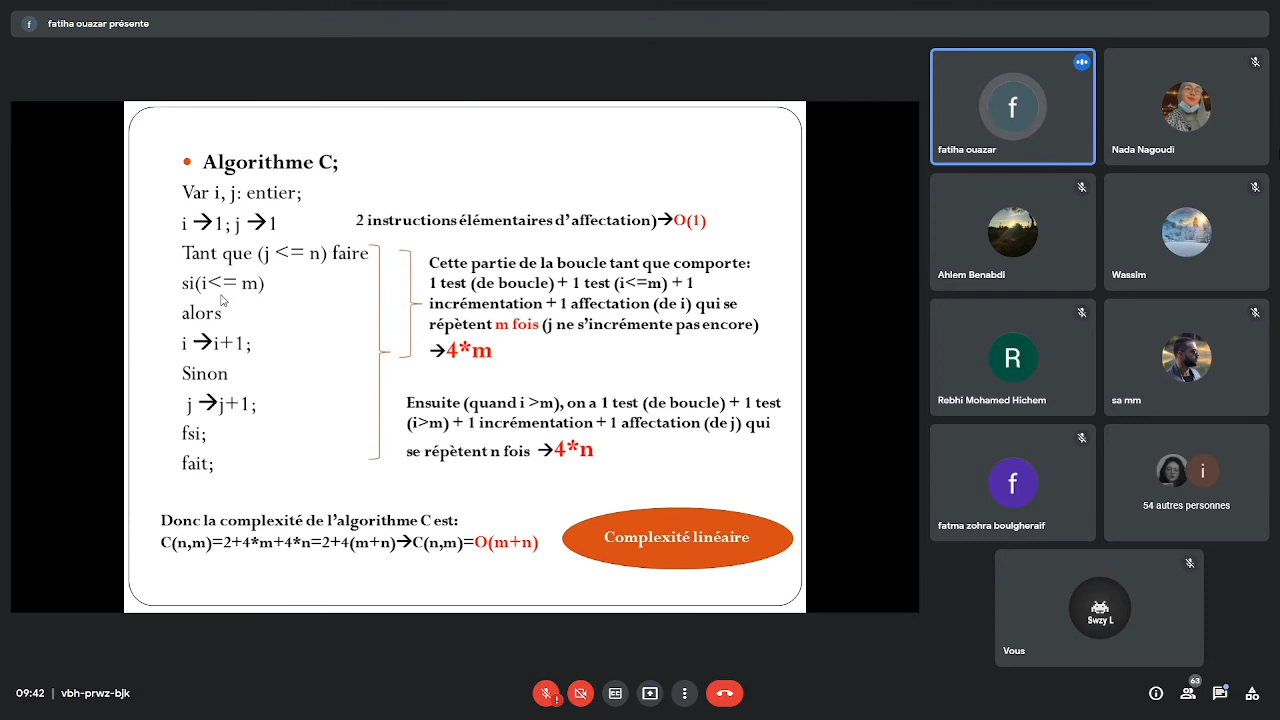 f fatiha ouazar présente
• Algorithme C;
Var i, j: entier;
i →1; j →1
2 instructions élémentaires d'affectation)→O(1)
Tant que (j <= n) faire
si(i<= m)
alors
i →i+1;
Sinon
j →j+1;
fsi;
fait;
Cette partie de la boucle tant que comporte:
1 test (de boucle) + 1 test (i<=m) + 1
incrémentation + 1 affectation (de i) qui se
répètent m fois (j ne s'incrémente pas encore)
→4*m
Ensuite (quand i >m), on a 1 test (de boucle) + 1 test
(i>m) + 1 incrémentation + 1 affectation (de j) qui
se répètent n fois →4*n
Donc la complexité de l'algorithme C est:
C(n,m)=2+4*m+4*n=2+4(m+n)→C(n,m)=O(m+n)
Complexité linéaire
f
fatiha ouazar
Nada Nagoudi
Ahlem Benabdi
Wassim
R
Rebhi Mohamed Hichem
sa mm
f
fatma zohra boulgheraif
i
54 autres personnes
Swzy L
Vous
09:42 | vbh-prwz-bjk
63